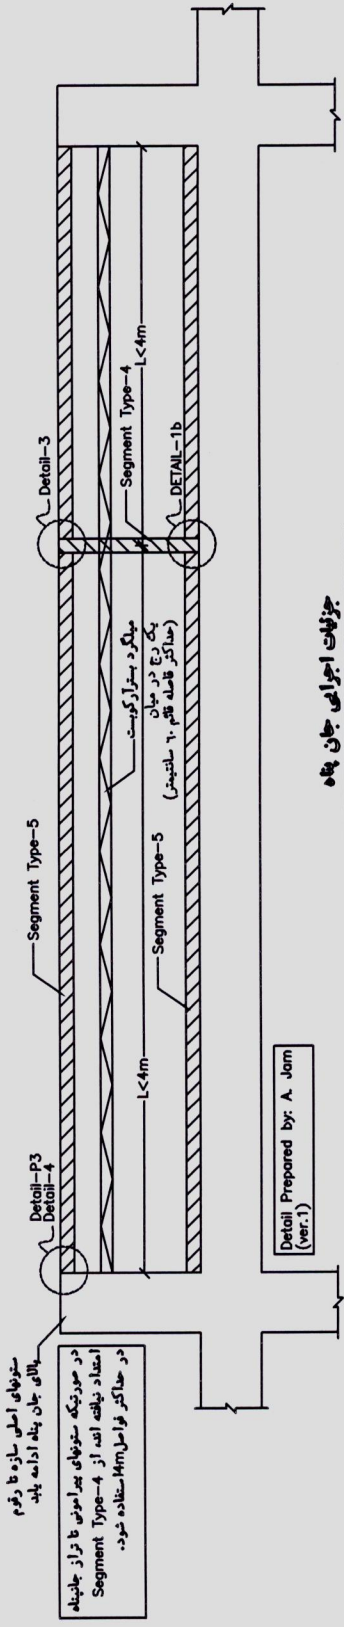 ستونهای اصلی سازه تا رقوم
بالای جان پناه ادامه یابد
در صورتیکه ستونهای پیرامونی تا تراز جانپناه
امتداد نیافته اند، از Segment Type-4
در حداکثر فواصل 4m استفاده شود.
Detail-P3
Detail-4
Segment Type-5
Detail-3
میلگرد بستر آرکوبست
یک رج در میان
(حداکثر فاصله قائم ۶۰ سانتیمتر)
Segment Type-4
L<4m
L<4m
Segment Type-5
DETAIL-1b
Detail Prepared by: A. Jam
(ver.1)
جزئیات اجرایی جان پناه